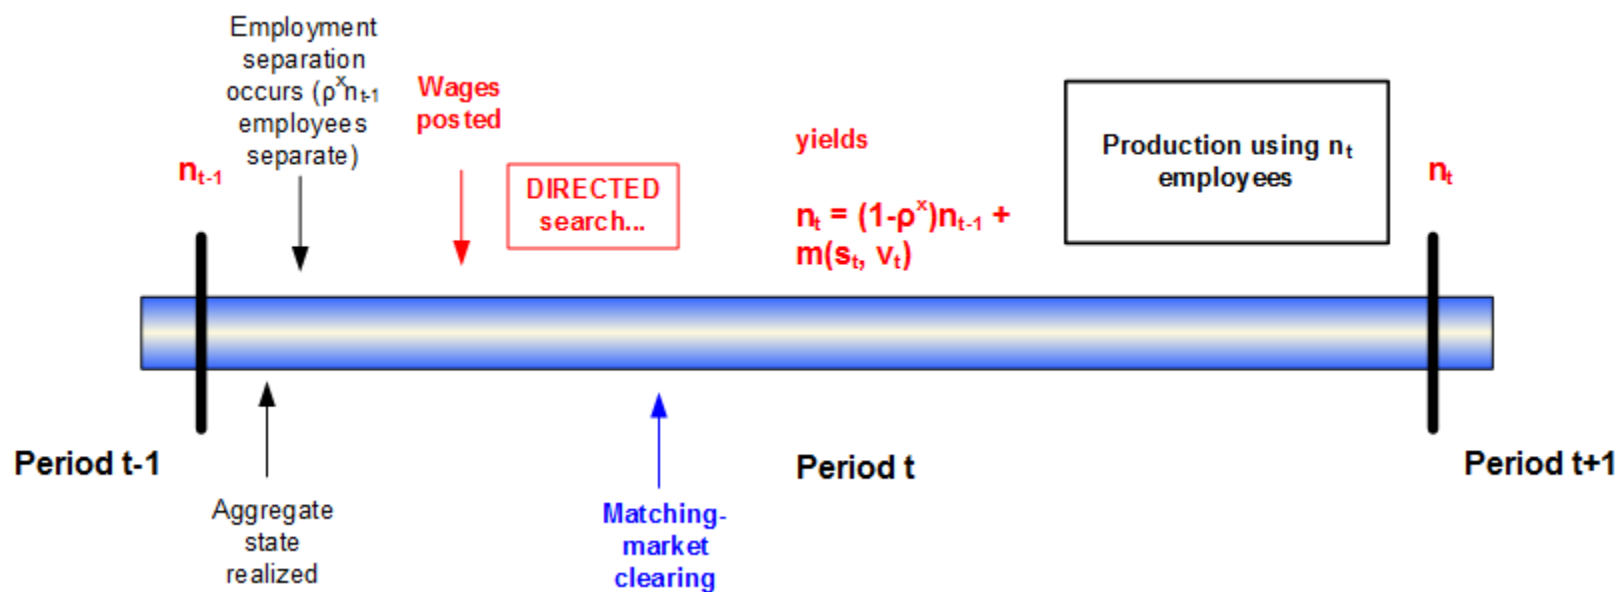 Employment
separation
occurs (ρˣnₜ₋₁
employees
separate)
Wages
posted
nₜ₋₁
DIRECTED
search...
yields
nₜ = (1-ρˣ)nₜ₋₁ +
m(sₜ, vₜ)
Production using nₜ
employees
nₜ
Period t-1
Period t
Period t+1
Aggregate
state
realized
Matching-
market
clearing